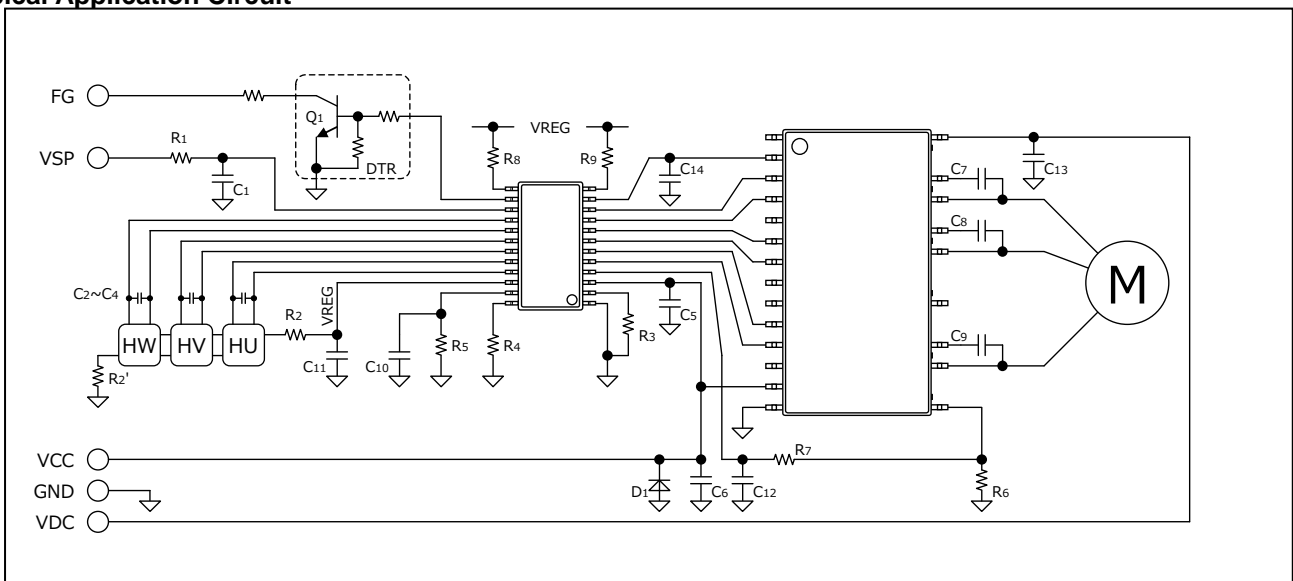 ical Application Circuit
FG
Q1
DTR
VREG
R8
R9
VSP
R1
C1
C14
C7
C13
C8
M
C2~C4
R2
VREG
C5
R3
HW
HV
HU
R2'
C11
C10
R5
R4
C9
VCC
R7
GND
D1
C6
C12
R6
VDC